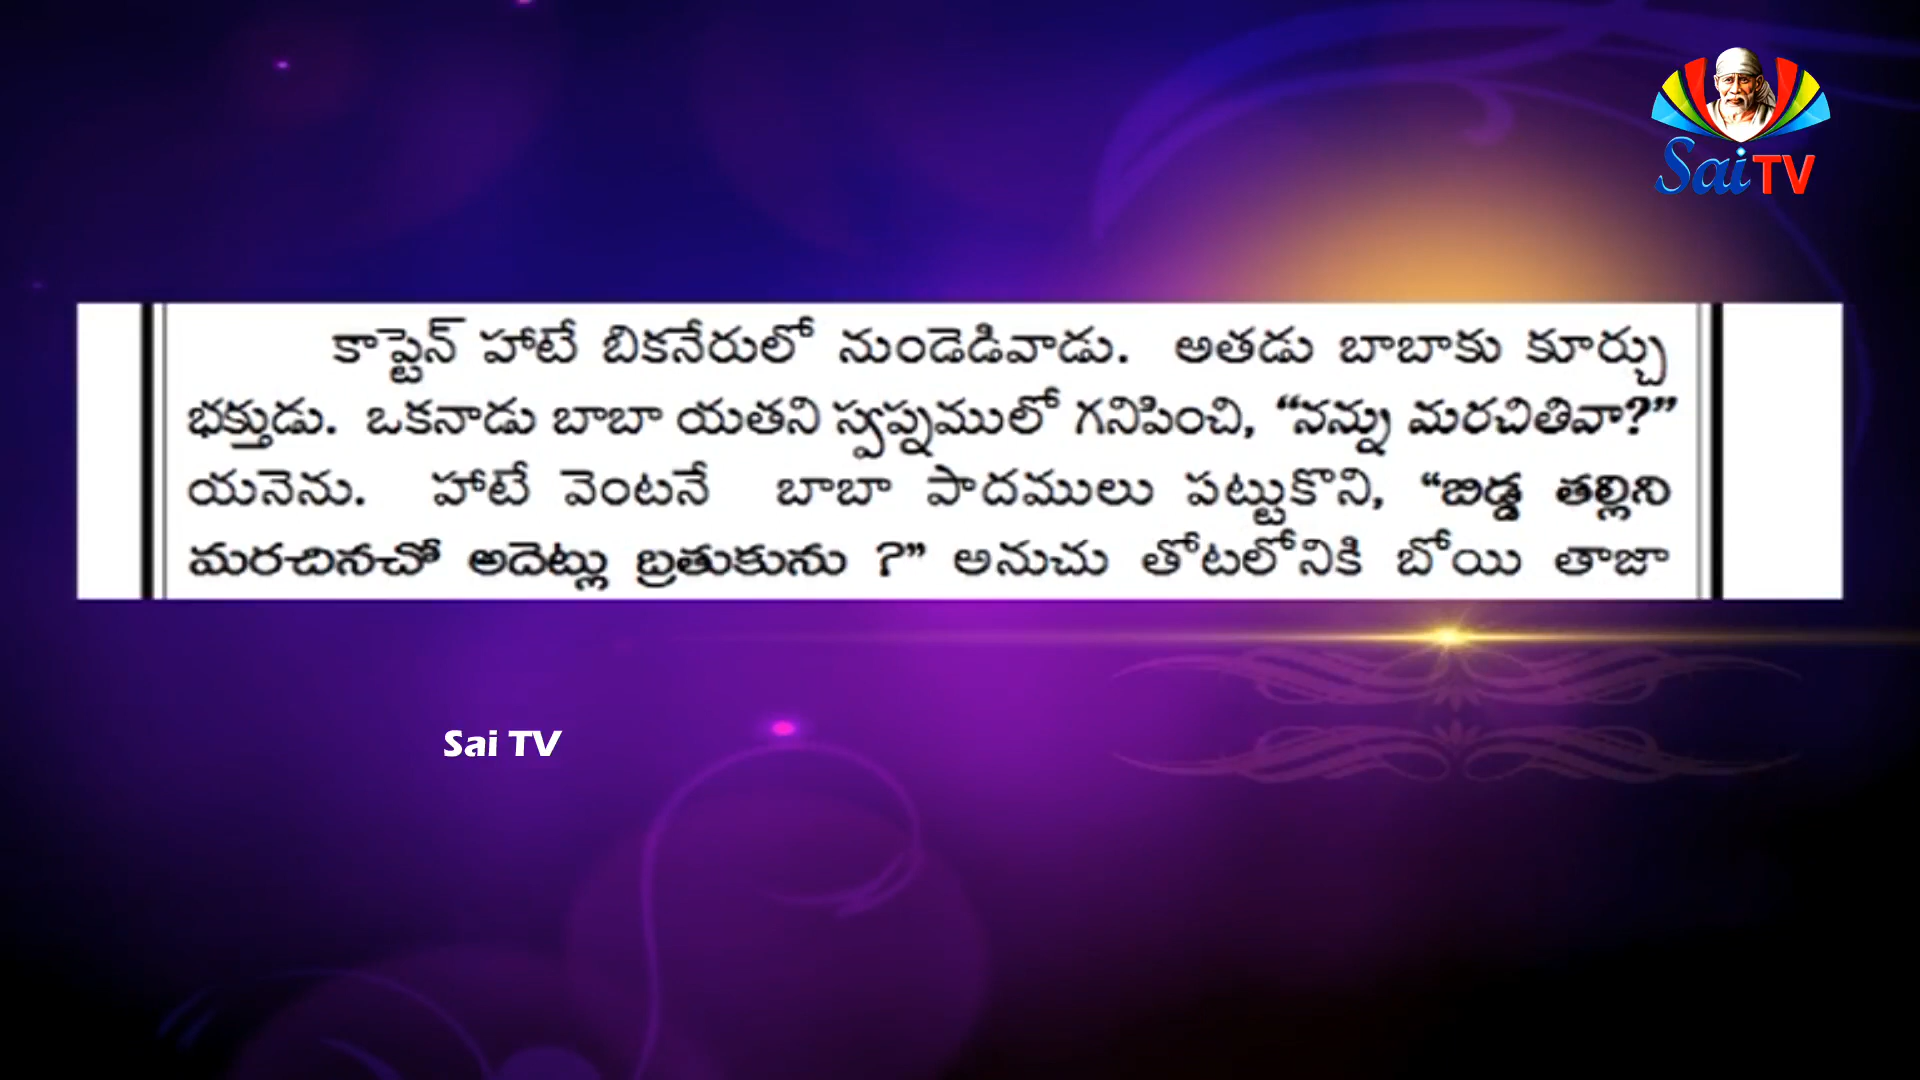 Sai TV
కాప్టెన్ హాటే బికనేరులో నుండెడివాడు. అతడు బాబాకు కూర్చు
భక్తుడు. ఒకనాడు బాబా యతని స్వప్నములో గనిపించి, “నన్ను మరచితివా?”
యనెను. హాటే వెంటనే బాబా పాదములు పట్టుకొని, “బిడ్డ తల్లిని
మరచినచో అదెట్లు బ్రతుకును ?” అనుచు తోటలోనికి బోయి తాజా
Sai TV